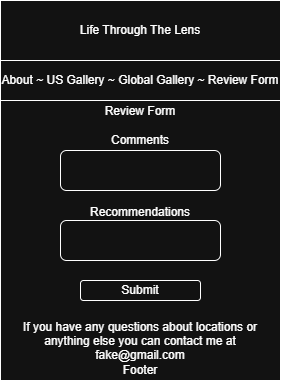 Life Through The Lens
About ~ US Gallery ~ Global Gallery ~ Review Form
Review Form
Comments
Recommendations
Submit
If you have any questions about locations or
anything else you can contact me at
fake@gmail.com
Footer